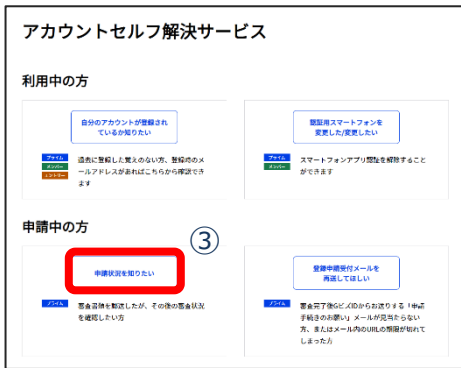 アカウントセルフ解決サービス
利用中の方
自分のアカウントが登録され
ているか知りたい
プライム
メンバー
エントリー
過去に登録した覚えのない方、登録時のメ
ールアドレスがあればこちらから確認でき
ます
認証用スマートフォンを
変更した/変更したい
プライム
メンバー
スマートフォンアプリ認証を解除すること
ができます
申請中の方
③
申請状況を知りたい
プライム
審査書類を郵送したが、その後の審査状況
を確認したい方
登録申請受付メールを
再送してほしい
プライム
審査完了後GビズIDからお送りする「申請
手続きのお願い」メールが見当たらない
方、またはメール内のURLの期限が切れて
しまった方